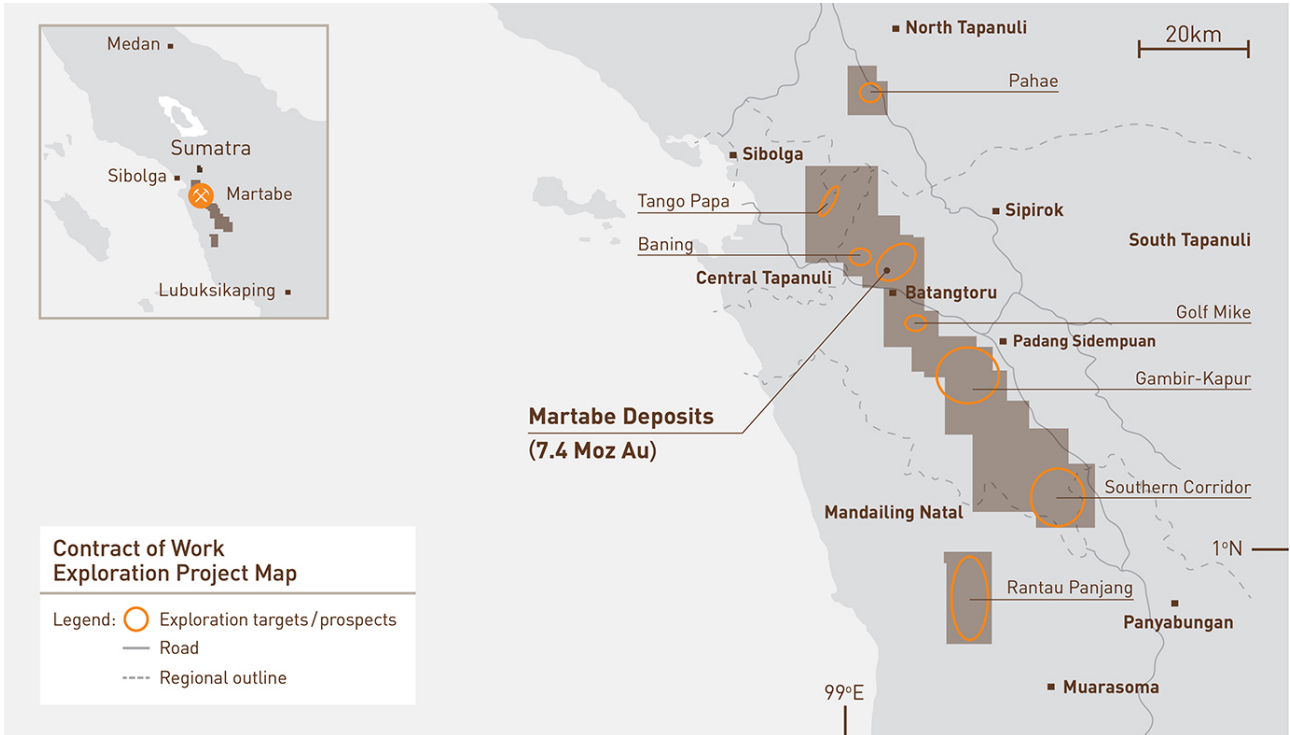 Medan
Sumatra
Sibolga
Martabe
Lubuksikaping
North Tapanuli
20km
Pahae
Sibolga
Tango Papa
Sipirok
Baning
South Tapanuli
Central Tapanuli
Batangtoru
Golf Mike
Padang Sidempuan
Gambir-Kapur
Martabe Deposits
(7.4 Moz Au)
Southern Corridor
Mandailing Natal
1°N
Rantau Panjang
Panyabungan
Muarasoma
99°E
Contract of Work
Exploration Project Map
Legend: Exploration targets/prospects
Road
Regional outline